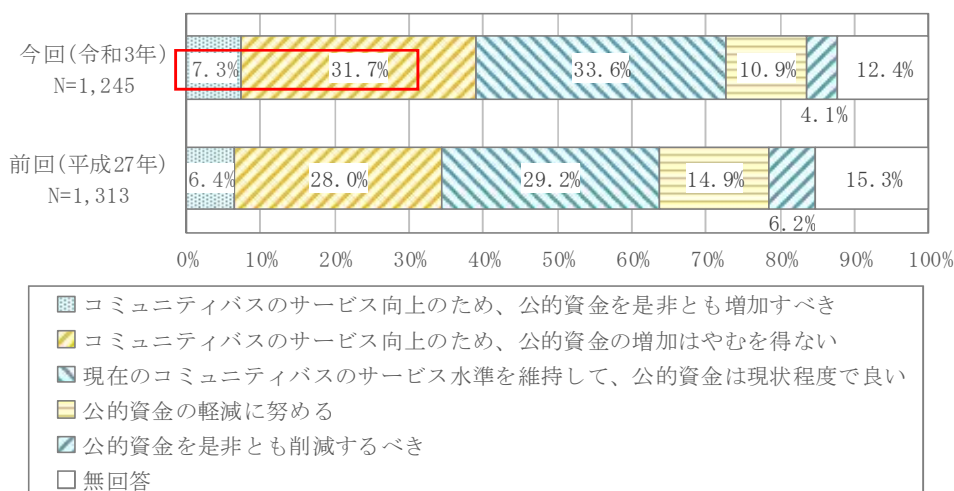 今回(令和3年)
N=1,245
7.3% 31.7% 33.6% 10.9% 12.4%
4.1%
前回(平成27年)
N=1,313
6.4% 28.0% 29.2% 14.9% 15.3%
6.2%
0% 10% 20% 30% 40% 50% 60% 70% 80% 90% 100%
コミュニティバスのサービス向上のため、公的資金を是非とも増加すべき
コミュニティバスのサービス向上のため、公的資金の増加はやむを得ない
現在のコミュニティバスのサービス水準を維持して、公的資金は現状程度で良い
公的資金の軽減に努める
公的資金を是非とも削減するべき
無回答